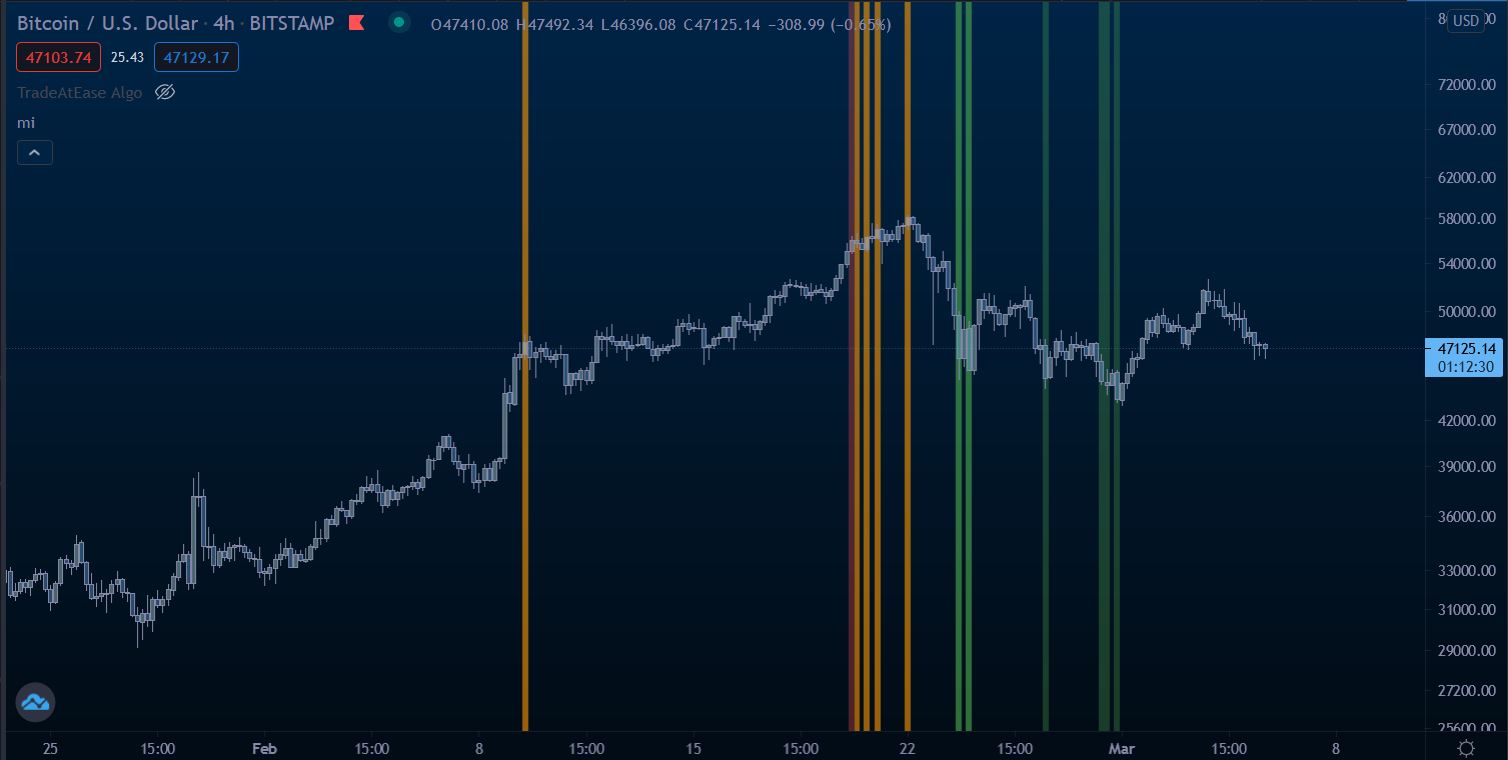 Bitcoin / U.S. Dollar · 4h · BITSTAMP O47410.08 H47492.34 L46396.08 C47125.14 −308.99 (−0.65%)
USD
47103.74 25.43 47129.17
TradeAtEase Algo
mi
72000.00
67000.00
62000.00
58000.00
54000.00
50000.00
47125.14
01:12:30
42000.00
39000.00
36000.00
33000.00
31000.00
29000.00
27200.00
25600.00
25 15:00 Feb 15:00 8 15:00 15 15:00 22 15:00 Mar 15:00 8